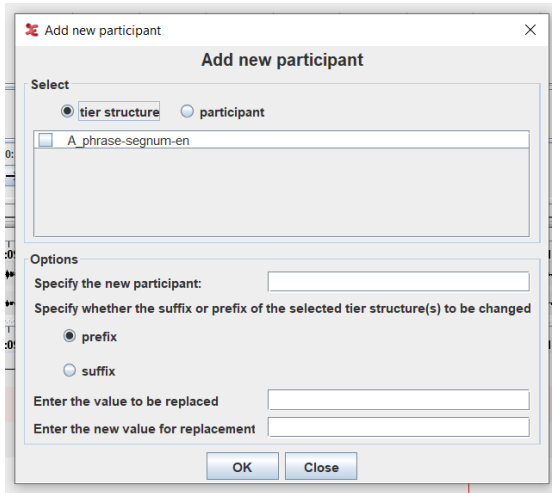 Add new participant
Add new participant
Select
tier structure participant
A_phrase-segnum-en
Options
Specify the new participant:
Specify whether the suffix or prefix of the selected tier structure(s) to be changed
prefix
suffix
Enter the value to be replaced
Enter the new value for replacement
OK Close